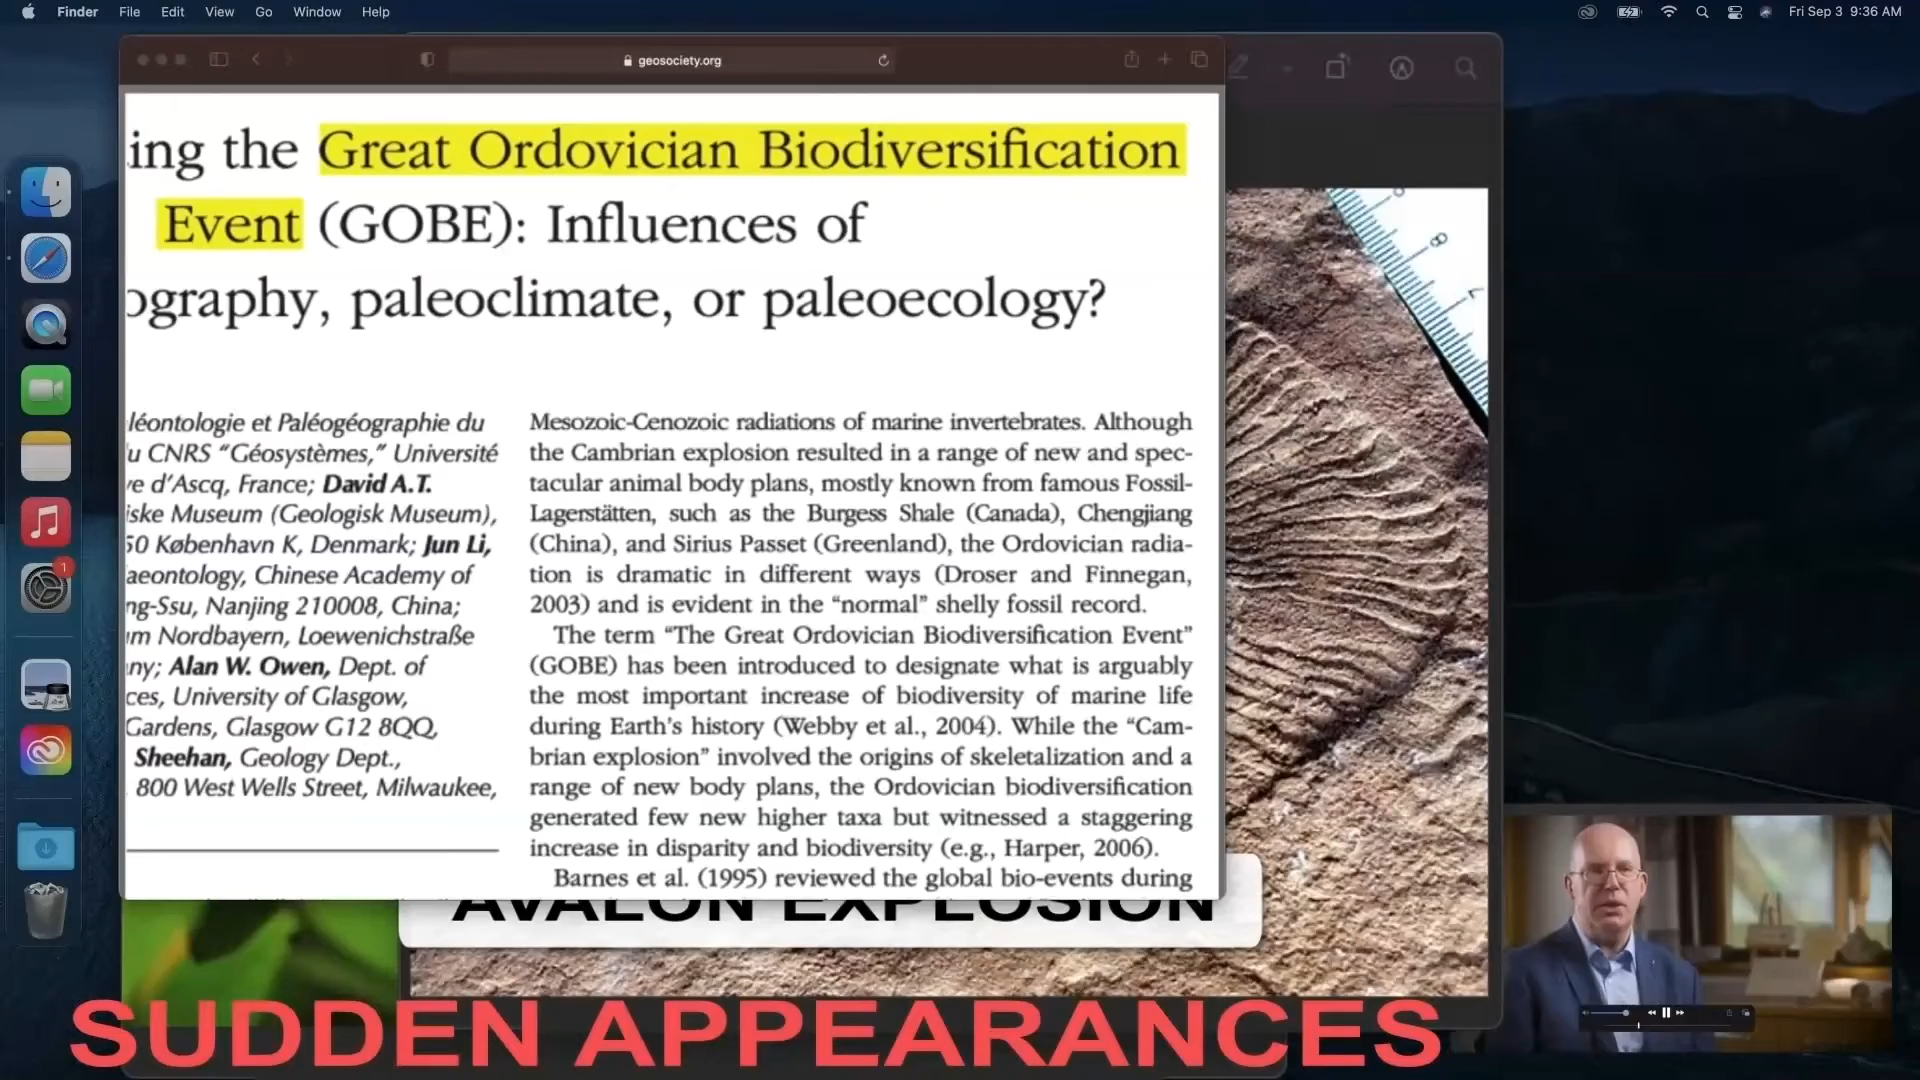 Finder File Edit View Go Window Help
Fri Sep 3 9:36 AM
geosociety.org
ing the Great Ordovician Biodiversification
Event (GOBE): Influences of
ography, paleoclimate, or paleoecology?
léontologie et Paléogéographie du
u CNRS “Géosystèmes,” Université
e d'Ascq, France; David A.T.
iske Museum (Geologisk Museum),
50 København K, Denmark; Jun Li,
aeontology, Chinese Academy of
ng-Ssu, Nanjing 210008, China;
m Nordbayern, Loewenichstraße
ny; Alan W. Owen, Dept. of
ces, University of Glasgow,
Gardens, Glasgow G12 8QQ,
Sheehan, Geology Dept.,
800 West Wells Street, Milwaukee,
Mesozoic-Cenozoic radiations of marine invertebrates. Although
the Cambrian explosion resulted in a range of new and spec-
tacular animal body plans, mostly known from famous Fossil-
Lagerstätten, such as the Burgess Shale (Canada), Chengjiang
(China), and Sirius Passet (Greenland), the Ordovician radia-
tion is dramatic in different ways (Droser and Finnegan,
2003) and is evident in the “normal” shelly fossil record.
The term “The Great Ordovician Biodiversification Event”
(GOBE) has been introduced to designate what is arguably
the most important increase of biodiversity of marine life
during Earth's history (Webby et al., 2004). While the “Cam-
brian explosion” involved the origins of skeletalization and a
range of new body plans, the Ordovician biodiversification
generated few new higher taxa but witnessed a staggering
increase in disparity and biodiversity (e.g., Harper, 2006).
Barnes et al. (1995) reviewed the global bio-events during
1
8
7
AVALON EXPLOSION
SUDDEN APPEARANCES